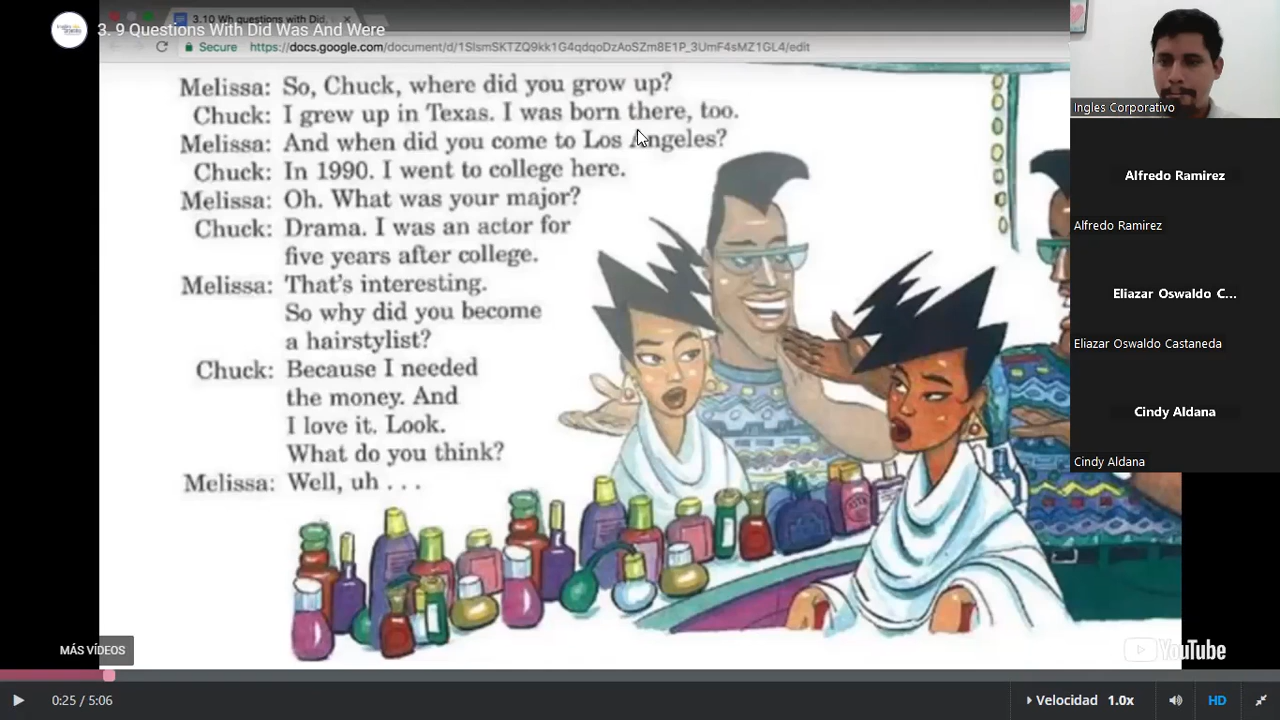 3.10 Wh questions with Did
3. 9 Questions With Did Was And Were
Secure https://docs.google.com/document/d/1SlsmSKTZQ9kk1G4qdqoDzAoSZm8E1P_3UmF4sMZ1GL4/edit
Melissa: So, Chuck, where did you grow up?
Chuck: I grew up in Texas. I was born there, too.
Melissa: And when did you come to Los Angeles?
Chuck: In 1990. I went to college here.
Melissa: Oh. What was your major?
Chuck: Drama. I was an actor for
five years after college.
Melissa: That's interesting.
So why did you become
a hairstylist?
Chuck: Because I needed
the money. And
I love it. Look.
What do you think?
Melissa: Well, uh . . .
Ingles Corporativo
Alfredo Ramirez
Alfredo Ramirez
Eliazar Oswaldo C...
Eliazar Oswaldo Castaneda
Cindy Aldana
Cindy Aldana
MÁS VÍDEOS
YouTube
0:25 / 5:06
Velocidad 1.0x
HD